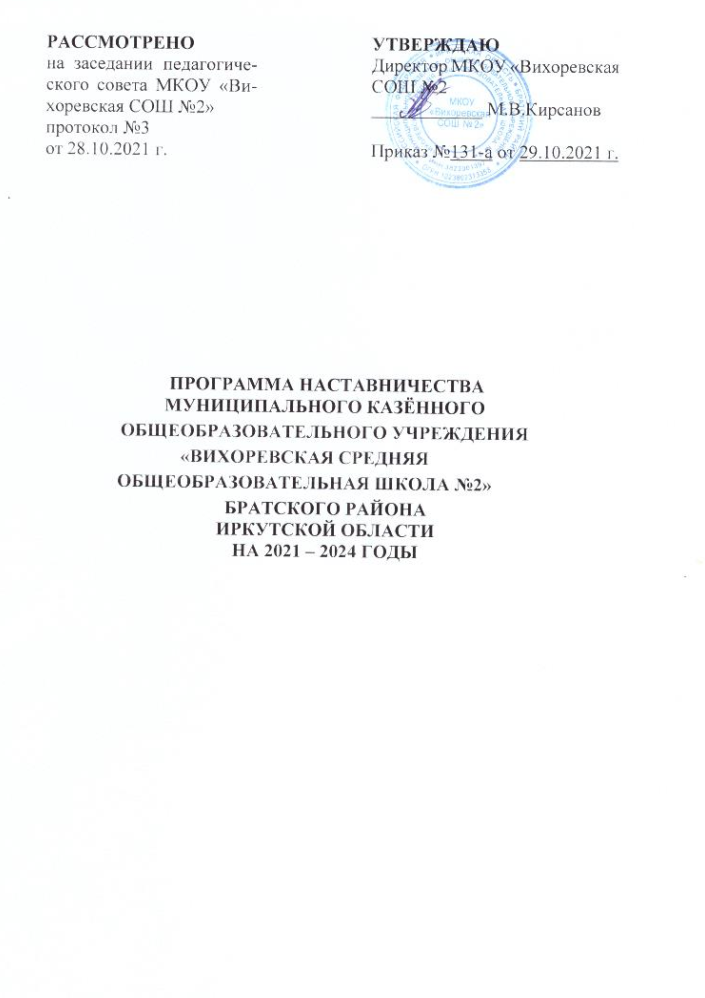 РАССМОТРЕНО
на заседании педагогиче-
ского совета МКОУ «Ви-
хоревская СОШ №2»
протокол №3
от 28.10.2021 г.
УТВЕРЖДАЮ
Директор МКОУ «Вихоревская
СОШ №2
М.В.Кирсанов
Приказ №131-а от 29.10.2021 г.
МКОУ
«Вихоревская
СОШ №2»
ПРОГРАММА НАСТАВНИЧЕСТВА
МУНИЦИПАЛЬНОГО КАЗЁННОГО
ОБЩЕОБРАЗОВАТЕЛЬНОГО УЧРЕЖДЕНИЯ
«ВИХОРЕВСКАЯ СРЕДНЯЯ
ОБЩЕОБРАЗОВАТЕЛЬНАЯ ШКОЛА №2»
БРАТСКОГО РАЙОНА
ИРКУТСКОЙ ОБЛАСТИ
НА 2021 – 2024 ГОДЫ